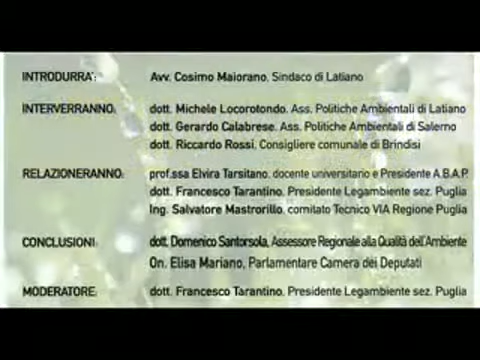 INTRODURRA': Avv. Cosimo Maiorano, Sindaco di Latiano
INTERVERRANNO: dott. Michele Locorotondo, Ass. Politiche Ambientali di Latiano
dott. Gerardo Calabrese, Ass. Politiche Ambientali di Salerno
dott. Riccardo Rossi, Consigliere comunale di Brindisi
RELAZIONERANNO: prof.ssa Elvira Tarsitano, docente universitario e Presidente A.B.A.P.
dott. Francesco Tarantino, Presidente Legambiente sez. Puglia
Ing. Salvatore Mastrorillo, comitato Tecnico VIA Regione Puglia
CONCLUSIONI: dott. Domenico Santorsola, Assessore Regionale alla Qualità dell'Ambiente
On. Elisa Mariano, Parlamentare Camera dei Deputati
MODERATORE: dott. Francesco Tarantino, Presidente Legambiente sez. Puglia